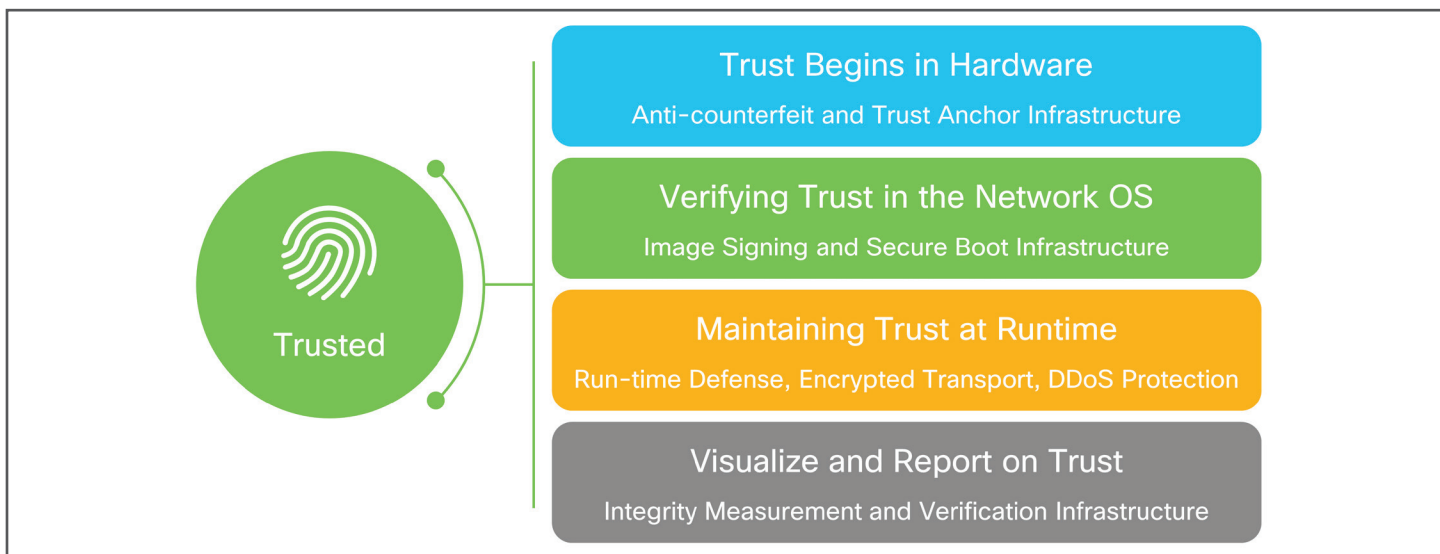 Trusted
Trust Begins in Hardware
Anti-counterfeit and Trust Anchor Infrastructure
Verifying Trust in the Network OS
Image Signing and Secure Boot Infrastructure
Maintaining Trust at Runtime
Run-time Defense, Encrypted Transport, DDoS Protection
Visualize and Report on Trust
Integrity Measurement and Verification Infrastructure